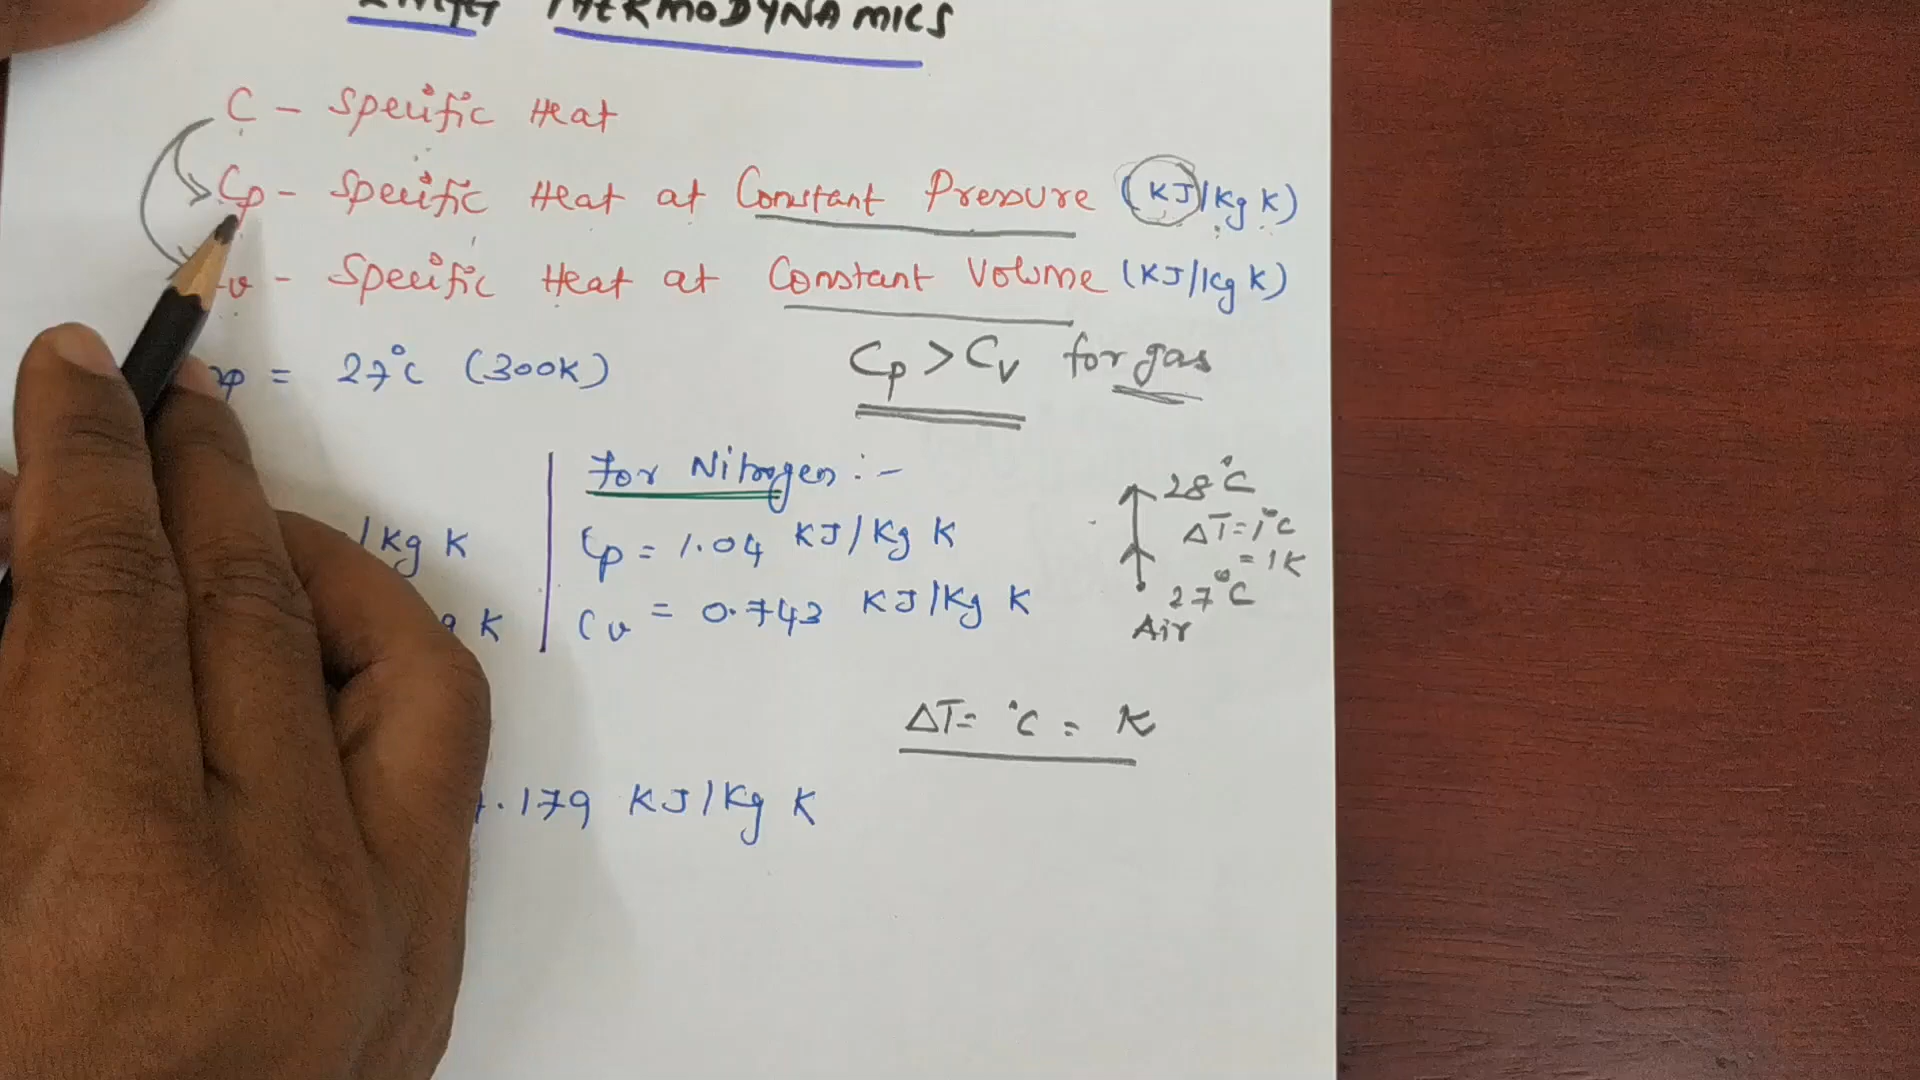 THERMODYNAMICS
C - Specific Heat
Cp - Specific Heat at Constant Pressure (KJ/Kg K)
v - Specific Heat at Constant Volume (KJ/Kg K)
Cp > Cv for gas
= 27°C (300K)
For Nitrogen :-
Cp = 1.04 KJ/Kg K
Cv = 0.743 KJ/Kg K
/Kg K
g K
28°C
ΔT = 1°C
= 1K
27°C
Air
ΔT = °C = K
.179 KJ/Kg K